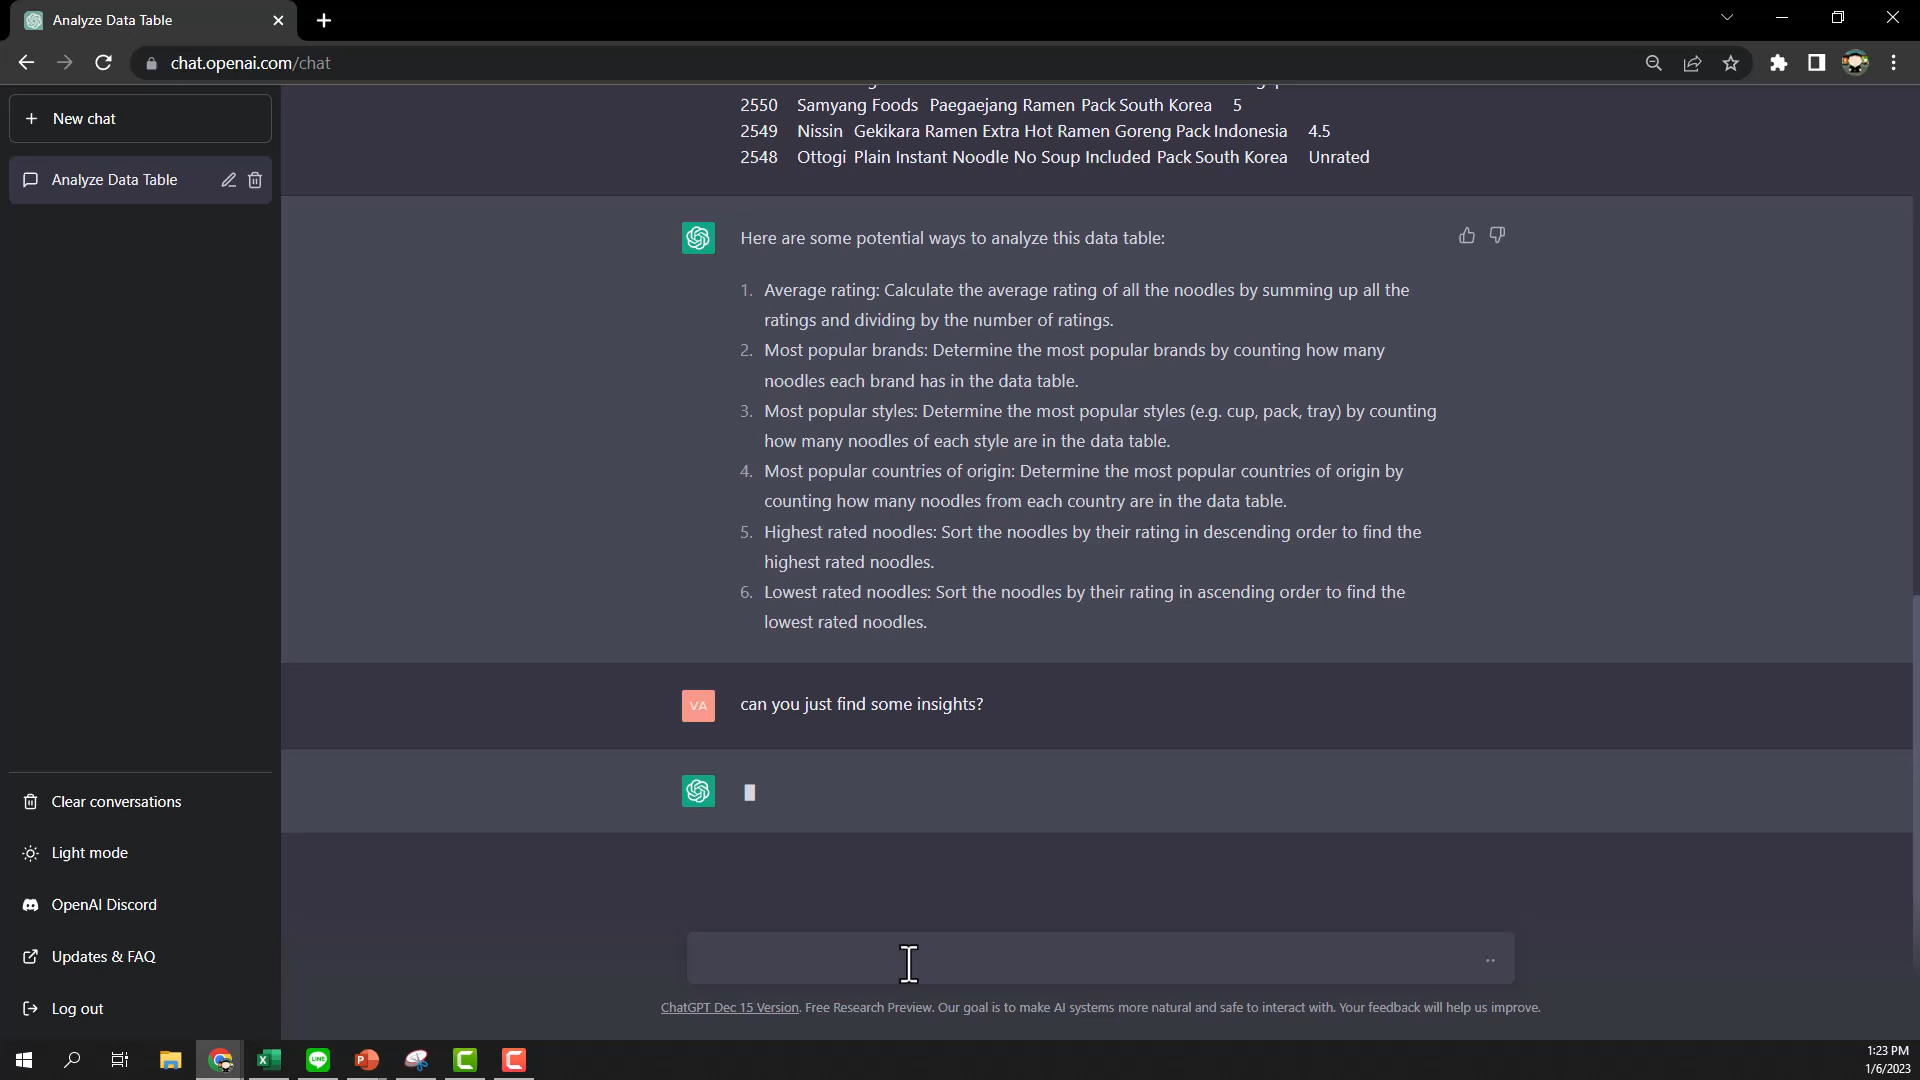 Analyze Data Table
chat.openai.com/chat
New chat
Analyze Data Table
2550 Samyang Foods Paegaejang Ramen Pack South Korea 5
2549 Nissin Gekikara Ramen Extra Hot Ramen Goreng Pack Indonesia 4.5
2548 Ottogi Plain Instant Noodle No Soup Included Pack South Korea Unrated
Here are some potential ways to analyze this data table:
1. Average rating: Calculate the average rating of all the noodles by summing up all the
ratings and dividing by the number of ratings.
2. Most popular brands: Determine the most popular brands by counting how many
noodles each brand has in the data table.
3. Most popular styles: Determine the most popular styles (e.g. cup, pack, tray) by counting
how many noodles of each style are in the data table.
4. Most popular countries of origin: Determine the most popular countries of origin by
counting how many noodles from each country are in the data table.
5. Highest rated noodles: Sort the noodles by their rating in descending order to find the
highest rated noodles.
6. Lowest rated noodles: Sort the noodles by their rating in ascending order to find the
lowest rated noodles.
VA
can you just find some insights?
Clear conversations
Light mode
OpenAI Discord
Updates & FAQ
Log out
ChatGPT Dec 15 Version. Free Research Preview. Our goal is to make AI systems more natural and safe to interact with. Your feedback will help us improve.
1:23 PM
1/6/2023